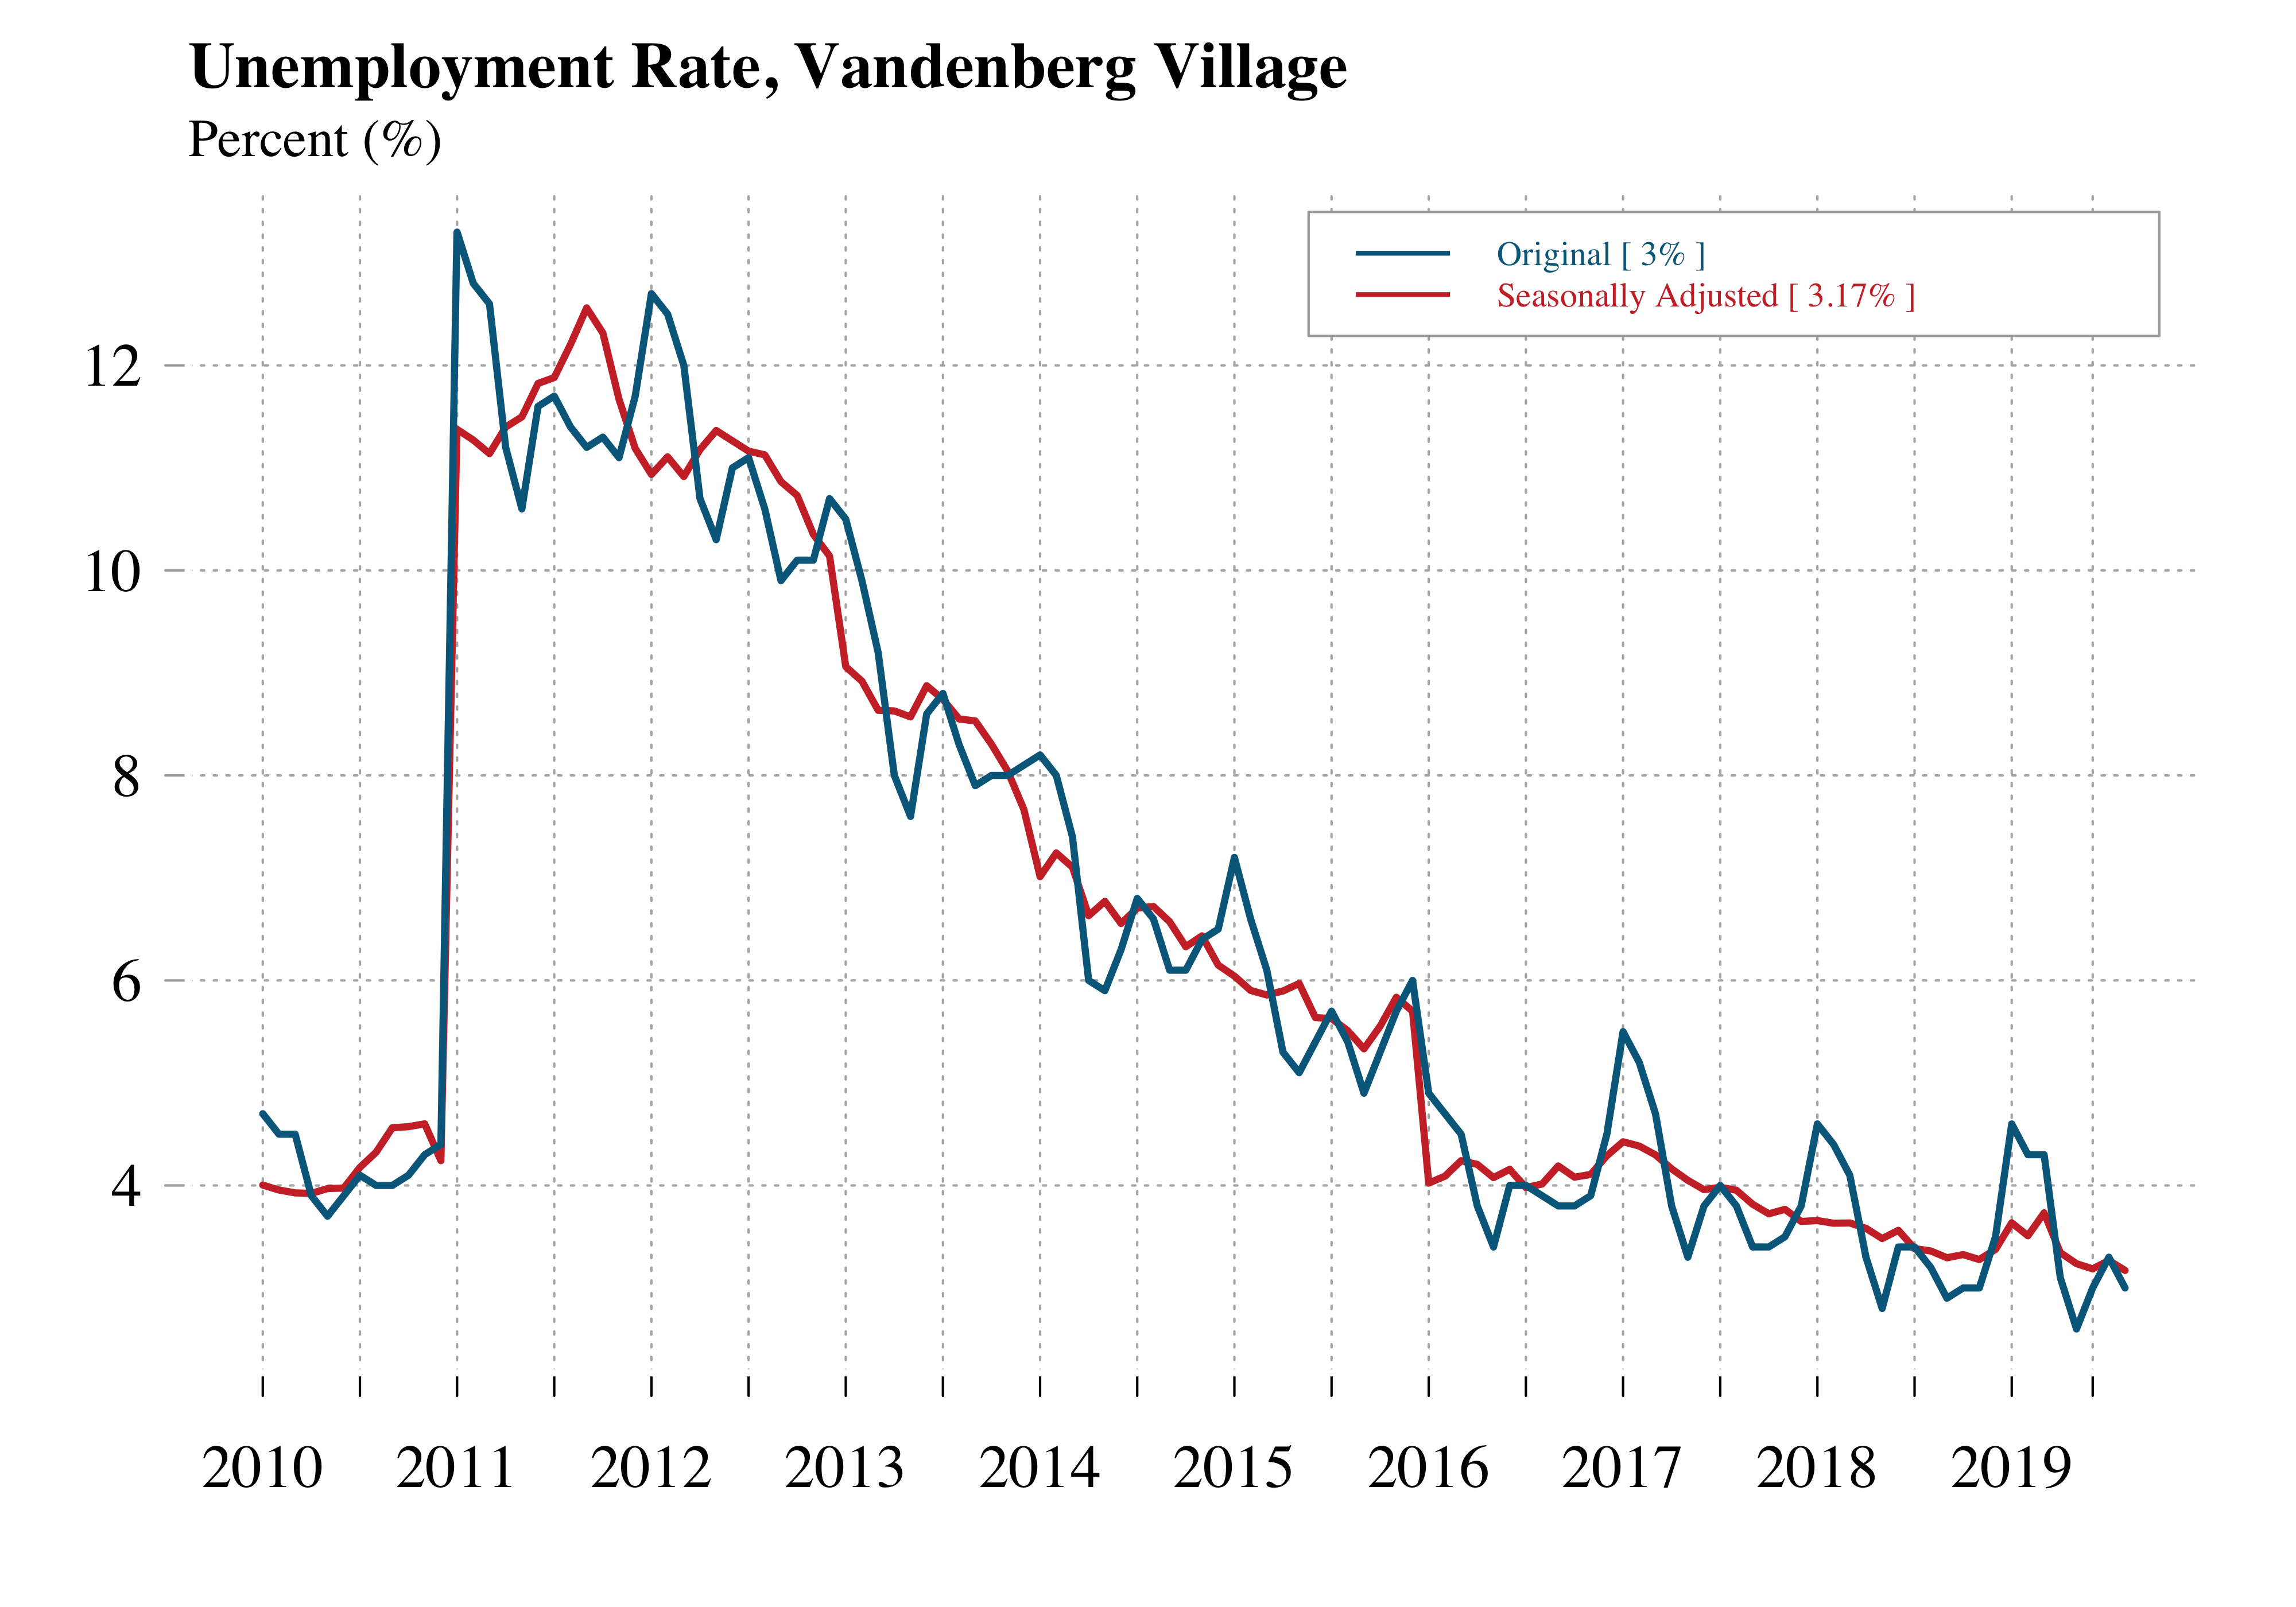 Unemployment Rate, Vandenberg Village
Percent (%)
Original [ 3% ]
Seasonally Adjusted [ 3.17% ]
12
10
8
6
4
2010 2011 2012 2013 2014 2015 2016 2017 2018 2019